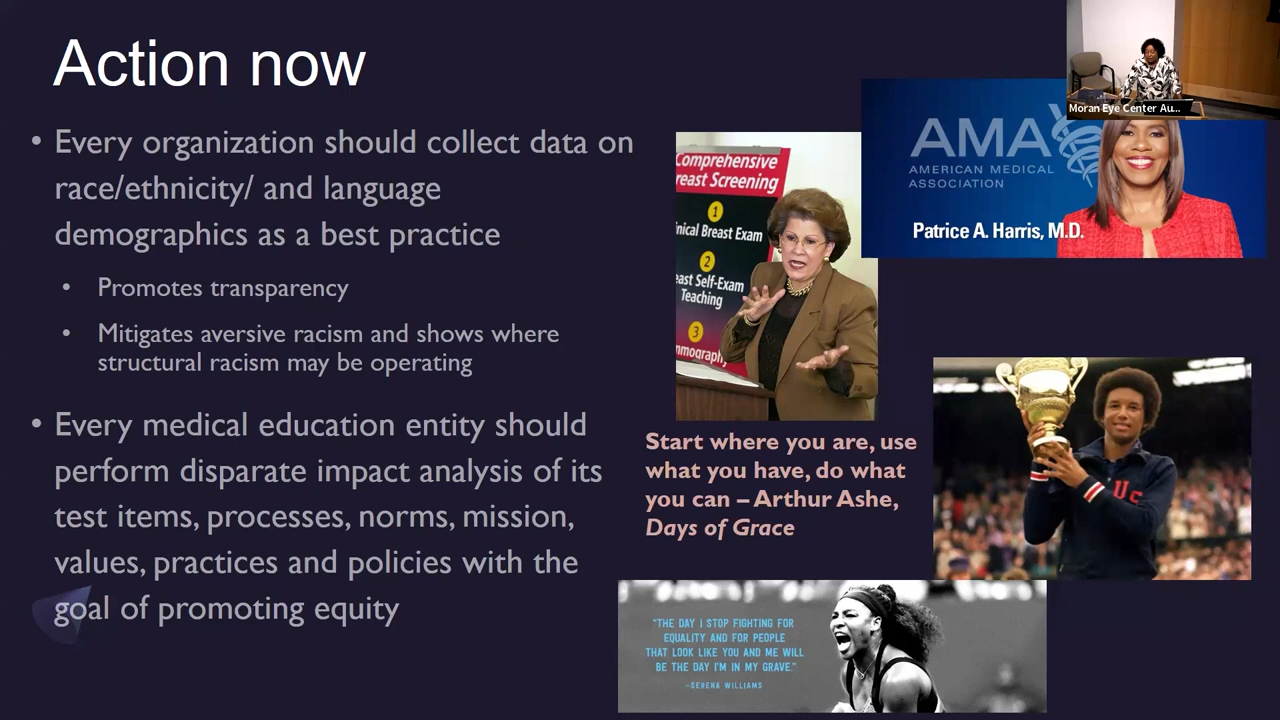 Action now
• Every organization should collect data on
race/ethnicity/ and language
demographics as a best practice
• Promotes transparency
• Mitigates aversive racism and shows where
structural racism may be operating
• Every medical education entity should
perform disparate impact analysis of its
test items, processes, norms, mission,
values, practices and policies with the
goal of promoting equity
Comprehensive
reast Screening
1
inical Breast Exam
2
east Self-Exam
Teaching
3
mmography
AMA
AMERICAN MEDICAL
ASSOCIATION
Patrice A. Harris, M.D.
Moran Eye Center Au...
Start where you are, use
what you have, do what
you can – Arthur Ashe,
Days of Grace
US
"THE DAY I STOP FIGHTING FOR
EQUALITY AND FOR PEOPLE
THAT LOOK LIKE YOU AND ME WILL
BE THE DAY I'M IN MY GRAVE."
–SERENA WILLIAMS